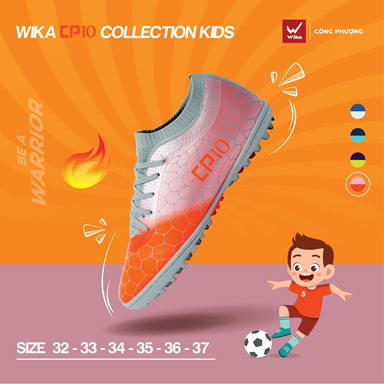 WIKA CP10 COLLECTION KIDS
Wika
CÔNG PHƯỢNG
BE A
WARRIOR
CP10
5
SIZE 32 - 33 - 34 - 35 - 36 - 37